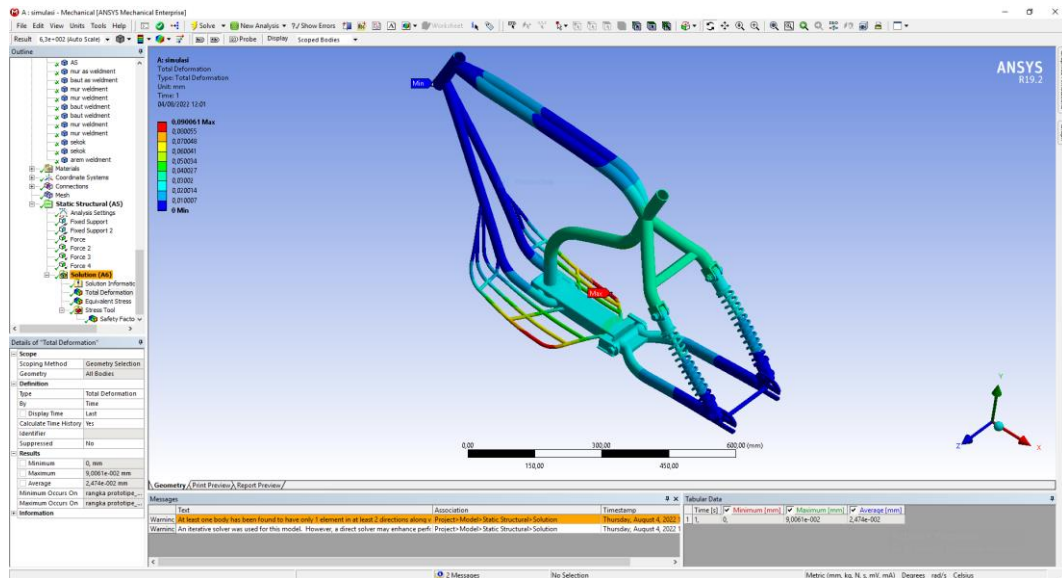 A : simulasi - Mechanical [ANSYS Mechanical Enterprise]
File Edit View Units Tools Help Solve New Analysis ?/ Show Errors Worksheet
Result 6,3e+002 (Auto Scale) Probe Display Scoped Bodies
Outline
AS
mur as weldment
baut as weldment
mur weldment
mur weldment
baut weldment
baut weldment
mur weldment
mur weldment
sekok
sekok
arem weldment
Materials
Coordinate Systems
Connections
Mesh
Static Structural (A5)
Analysis Settings
Fixed Support
Fixed Support 2
Force
Force 2
Force 3
Force 4
Solution (A6)
Solution Informatic
Total Deformation
Equivalent Stress
Stress Tool
Safety Facto
Details of "Total Deformation"
Scope
Scoping Method Geometry Selection
Geometry All Bodies
Definition
Type Total Deformation
By Time
Display Time Last
Calculate Time History Yes
Identifier
Suppressed No
Results
Minimum 0, mm
Maximum 9,0061e-002 mm
Average 2,474e-002 mm
Minimum Occurs On rangka prototipe_...
Maximum Occurs On rangka prototipe_...
Information
A: simulasi
Total Deformation
Type: Total Deformation
Unit: mm
Time: 1
04/08/2022 12:01
0,090061 Max
0,070048
0,060041
0,050034
0,040027
0,03002
0,020014
0,010007
0 Min
Min
Max
ANSYS
R19.2
0,00 300,00 600,00 (mm)
150,00 450,00
Y
Z X
Geometry Print Preview Report Preview
Messages
Text Association Timestamp
Warning At least one body has been found to have only 1 element in at least 2 directions along Project>Model>Static Structural>Solution Thursday, August 4, 2022 1
Warning An iterative solver was used for this model. However, a direct solver may enhance perf Project>Model>Static Structural>Solution Thursday, August 4, 2022 1
Tabular Data
Time [s] Minimum [mm] Maximum [mm] Average [mm]
1 1, 0, 9,0061e-002 2,474e-002
2 Messages No Selection Metric (mm, kg, N, s, mV, mA) Degrees rad/s Celsius